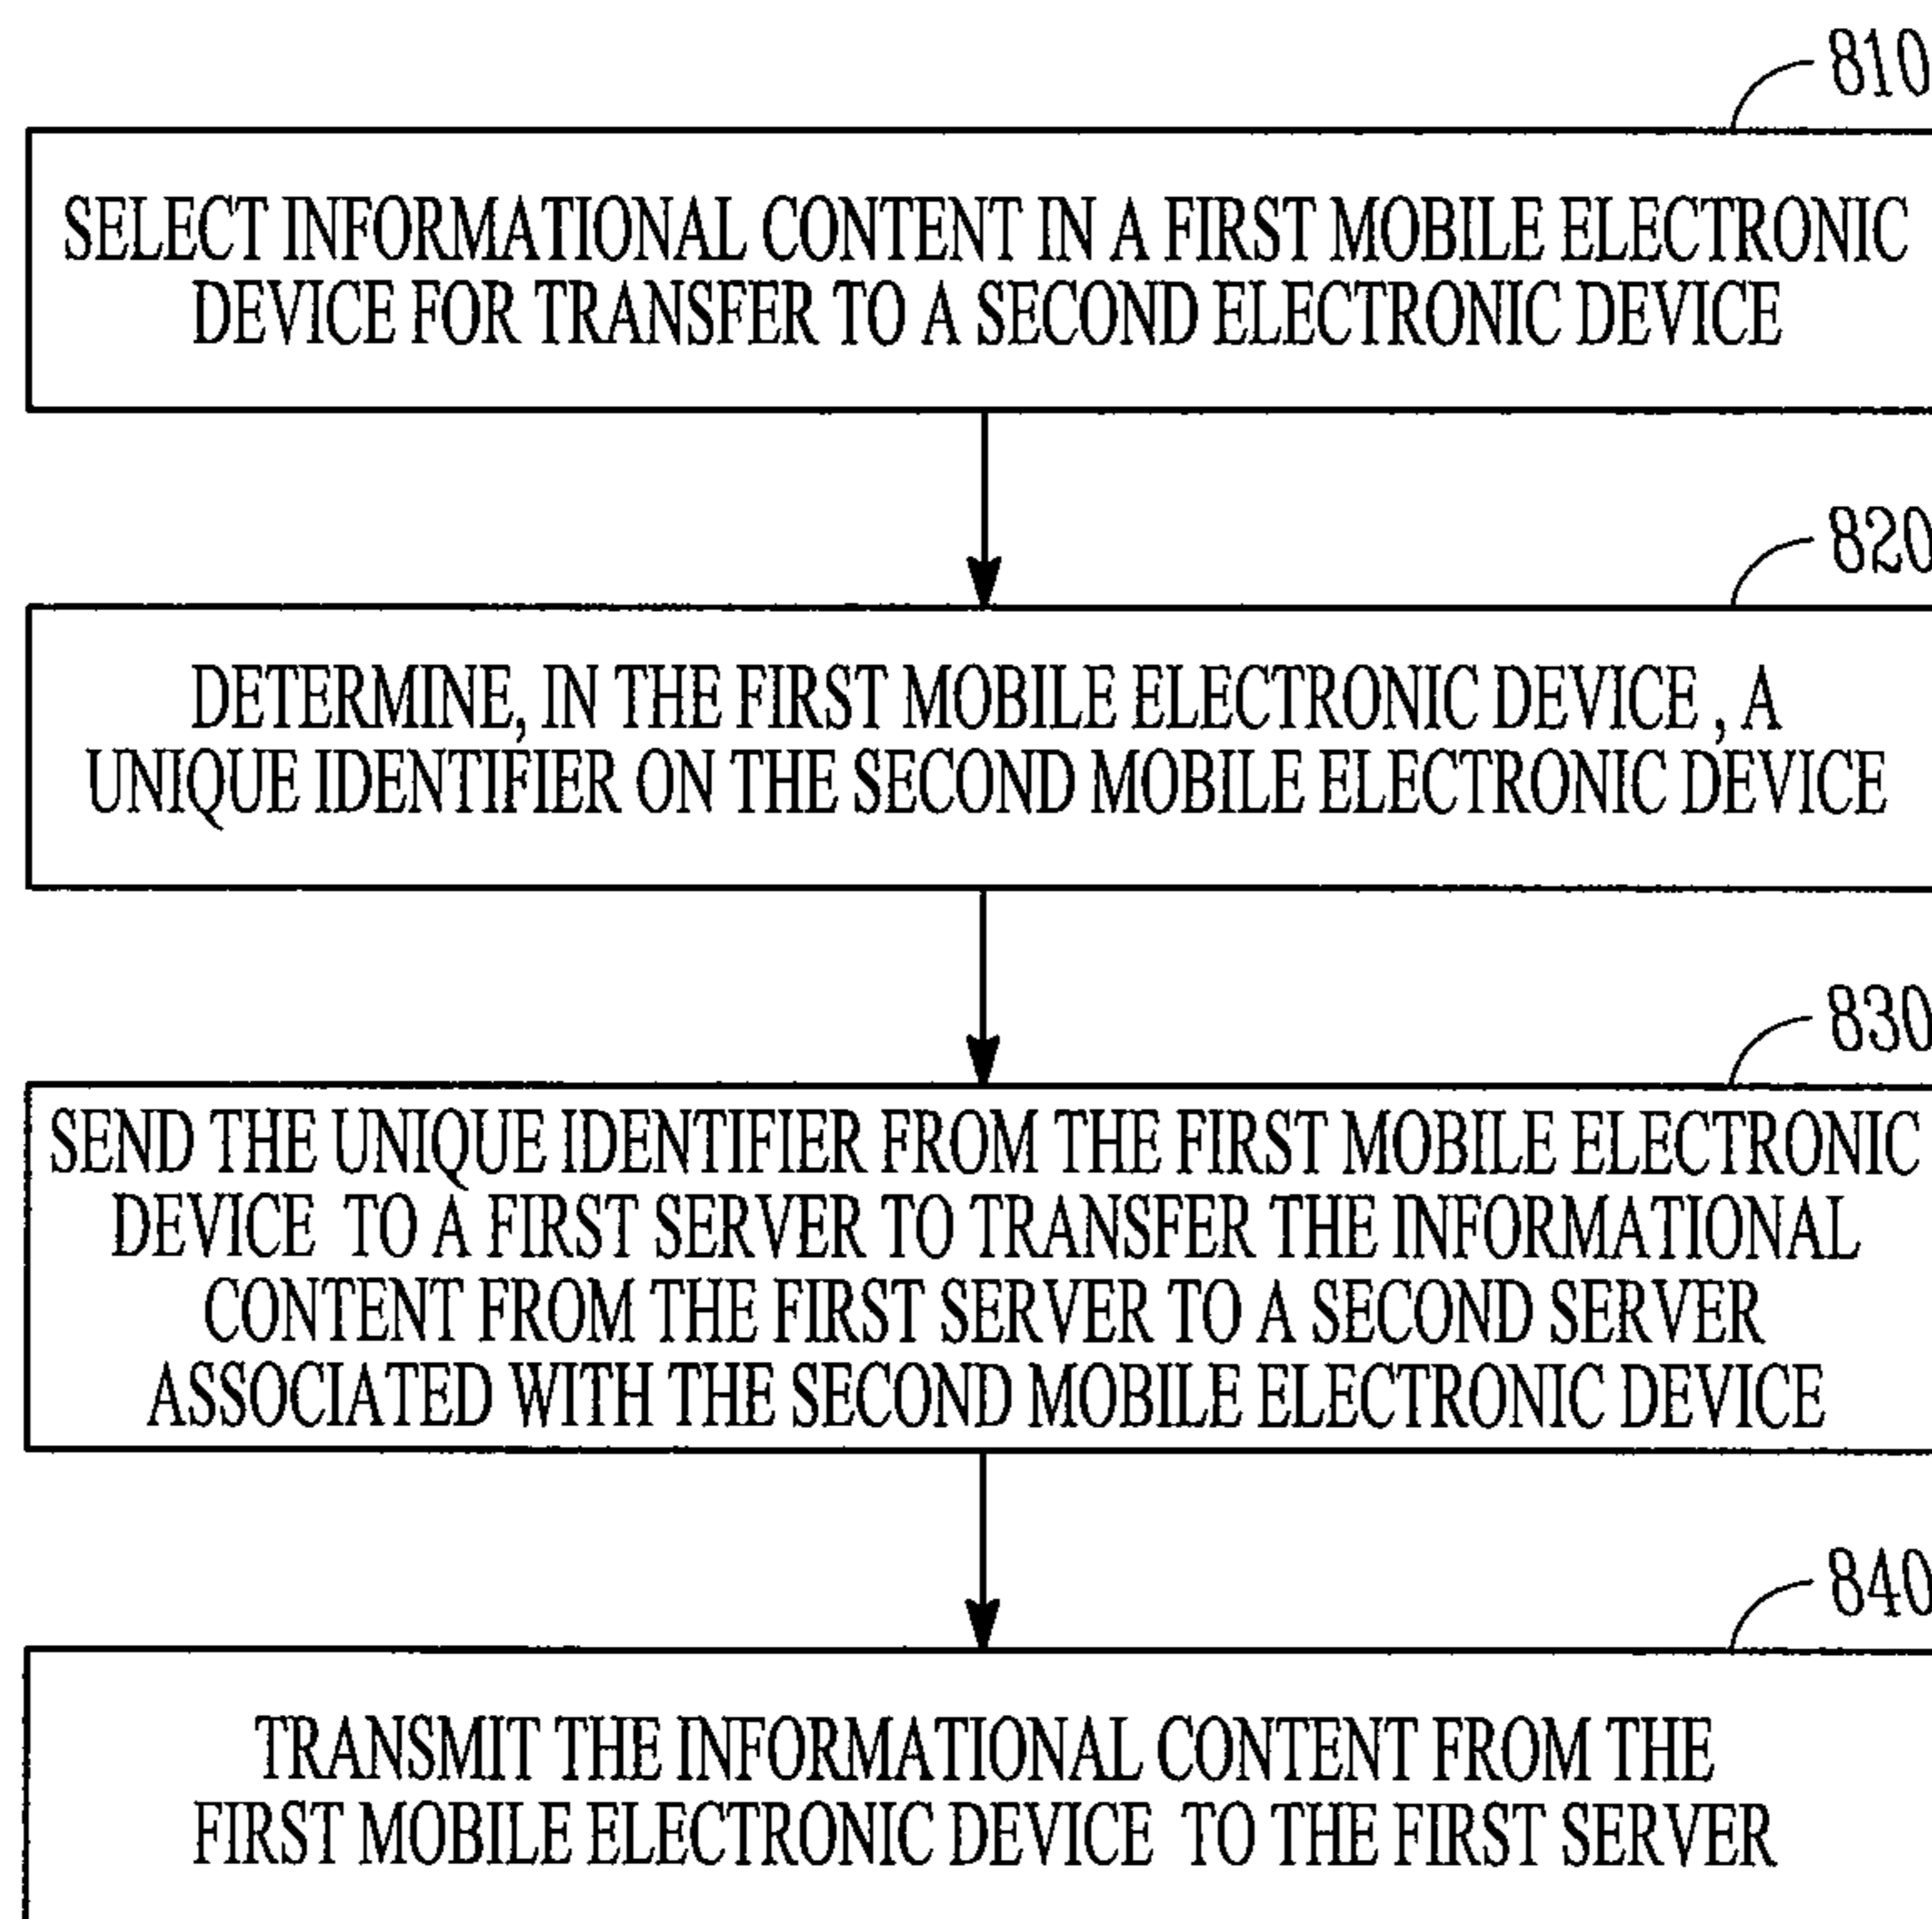 810
SELECT INFORMATIONAL CONTENT IN A FIRST MOBILE ELECTRONIC
DEVICE FOR TRANSFER TO A SECOND ELECTRONIC DEVICE
820
DETERMINE, IN THE FIRST MOBILE ELECTRONIC DEVICE , A
UNIQUE IDENTIFIER ON THE SECOND MOBILE ELECTRONIC DEVICE
830
SEND THE UNIQUE IDENTIFIER FROM THE FIRST MOBILE ELECTRONIC
DEVICE TO A FIRST SERVER TO TRANSFER THE INFORMATIONAL
CONTENT FROM THE FIRST SERVER TO A SECOND SERVER
ASSOCIATED WITH THE SECOND MOBILE ELECTRONIC DEVICE
840
TRANSMIT THE INFORMATIONAL CONTENT FROM THE
FIRST MOBILE ELECTRONIC DEVICE TO THE FIRST SERVER